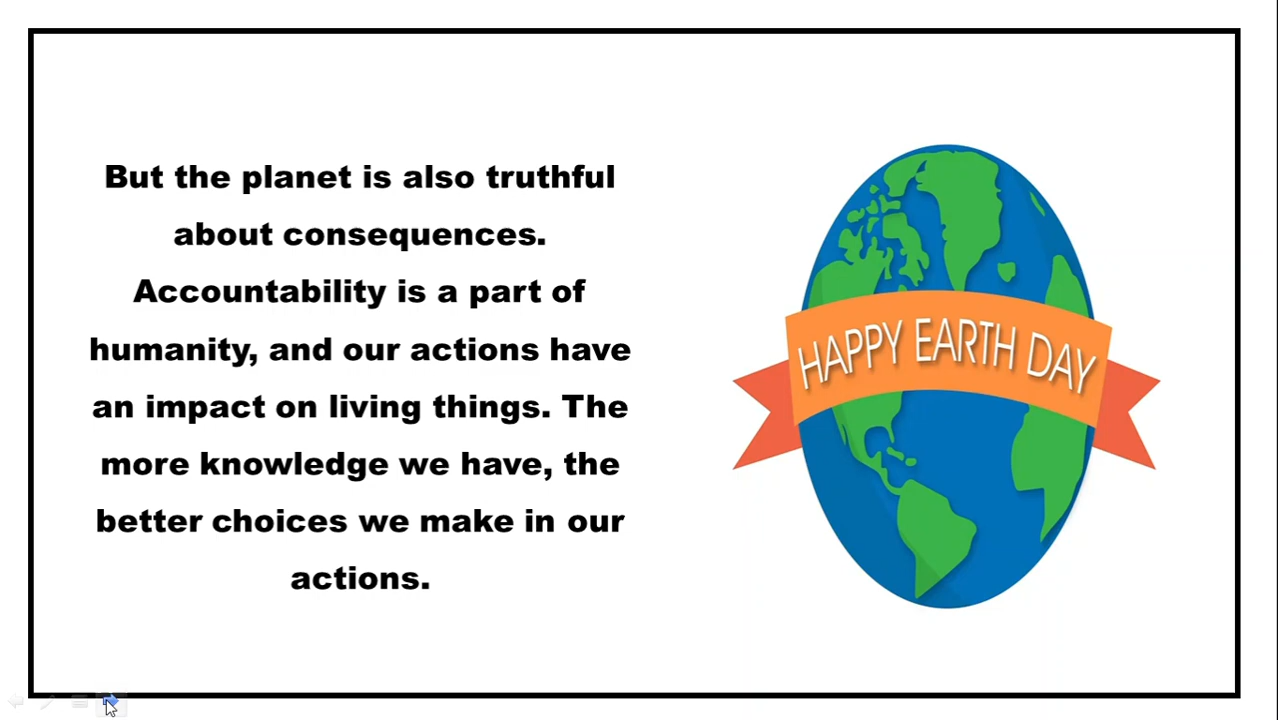 But the planet is also truthful
about consequences.
Accountability is a part of
humanity, and our actions have
an impact on living things. The
more knowledge we have, the
better choices we make in our
actions.
HAPPY EARTH DAY